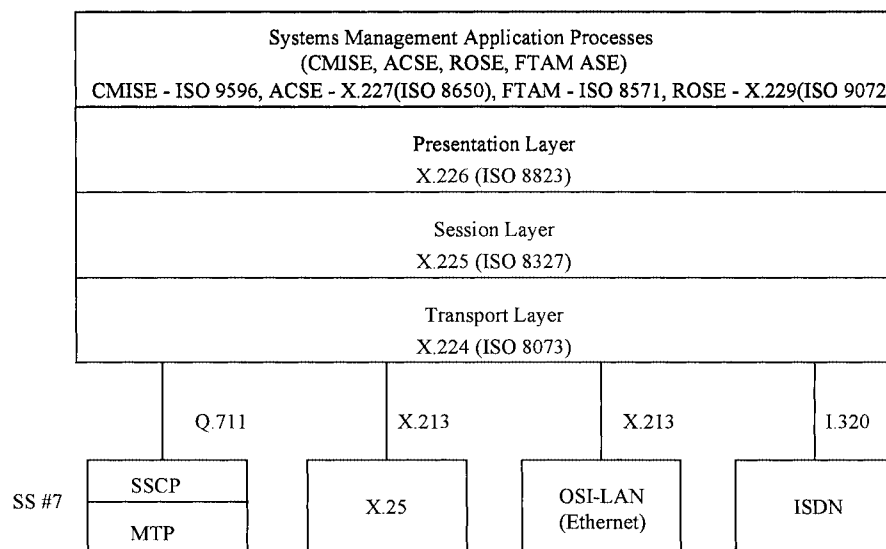 Systems Management Application Processes
(CMISE, ACSE, ROSE, FTAM ASE)
CMISE - ISO 9596, ACSE - X.227(ISO 8650), FTAM - ISO 8571, ROSE - X.229(ISO 9072
Presentation Layer
X.226 (ISO 8823)
Session Layer
X.225 (ISO 8327)
Transport Layer
X.224 (ISO 8073)
Q.711
X.213
X.213
I.320
SS #7
SSCP
MTP
X.25
OSI-LAN
(Ethernet)
ISDN